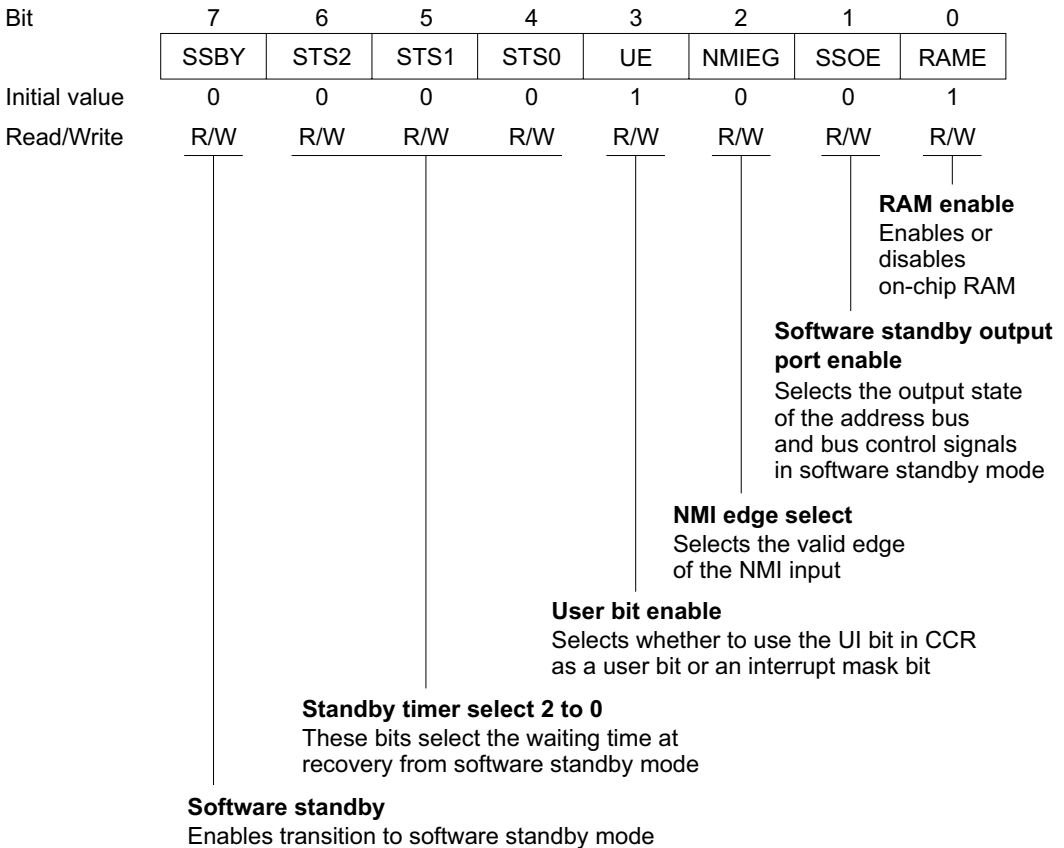 Bit 7 6 5 4 3 2 1 0
SSBY STS2 STS1 STS0 UE NMIEG SSOE RAME
Initial value 0 0 0 0 1 0 0 1
Read/Write R/W R/W R/W R/W R/W R/W R/W R/W
RAM enable
Enables or
disables
on-chip RAM
Software standby output
port enable
Selects the output state
of the address bus
and bus control signals
in software standby mode
NMI edge select
Selects the valid edge
of the NMI input
User bit enable
Selects whether to use the UI bit in CCR
as a user bit or an interrupt mask bit
Standby timer select 2 to 0
These bits select the waiting time at
recovery from software standby mode
Software standby
Enables transition to software standby mode